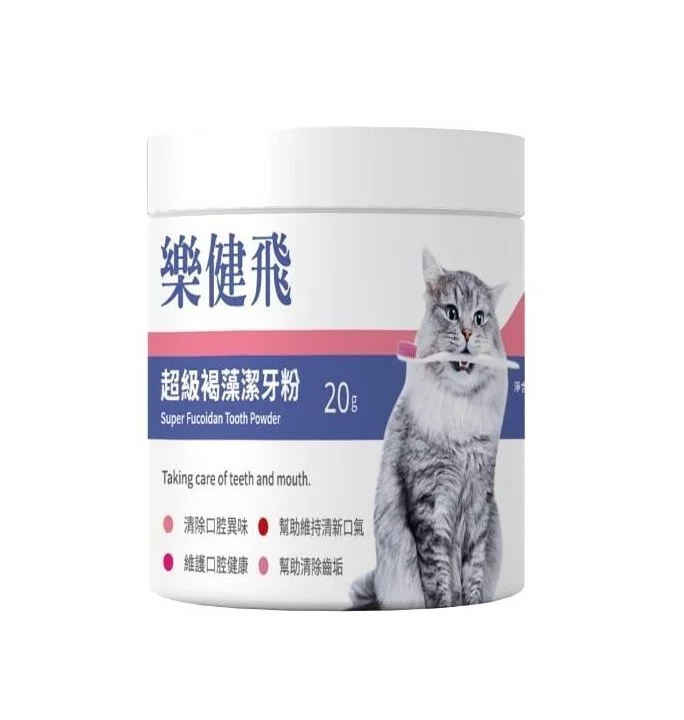 樂健飛
超級褐藻潔牙粉 20g
Super Fucoidan Tooth Powder
淨
Taking care of teeth and mouth.
清除口腔異味 幫助維持清新口氣
維護口腔健康 幫助清除齒垢